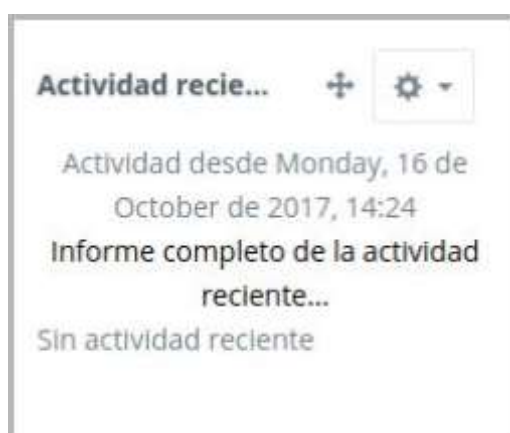 Actividad recie...
Actividad desde Monday, 16 de
October de 2017, 14:24
Informe completo de la actividad
reciente...
Sin actividad reciente